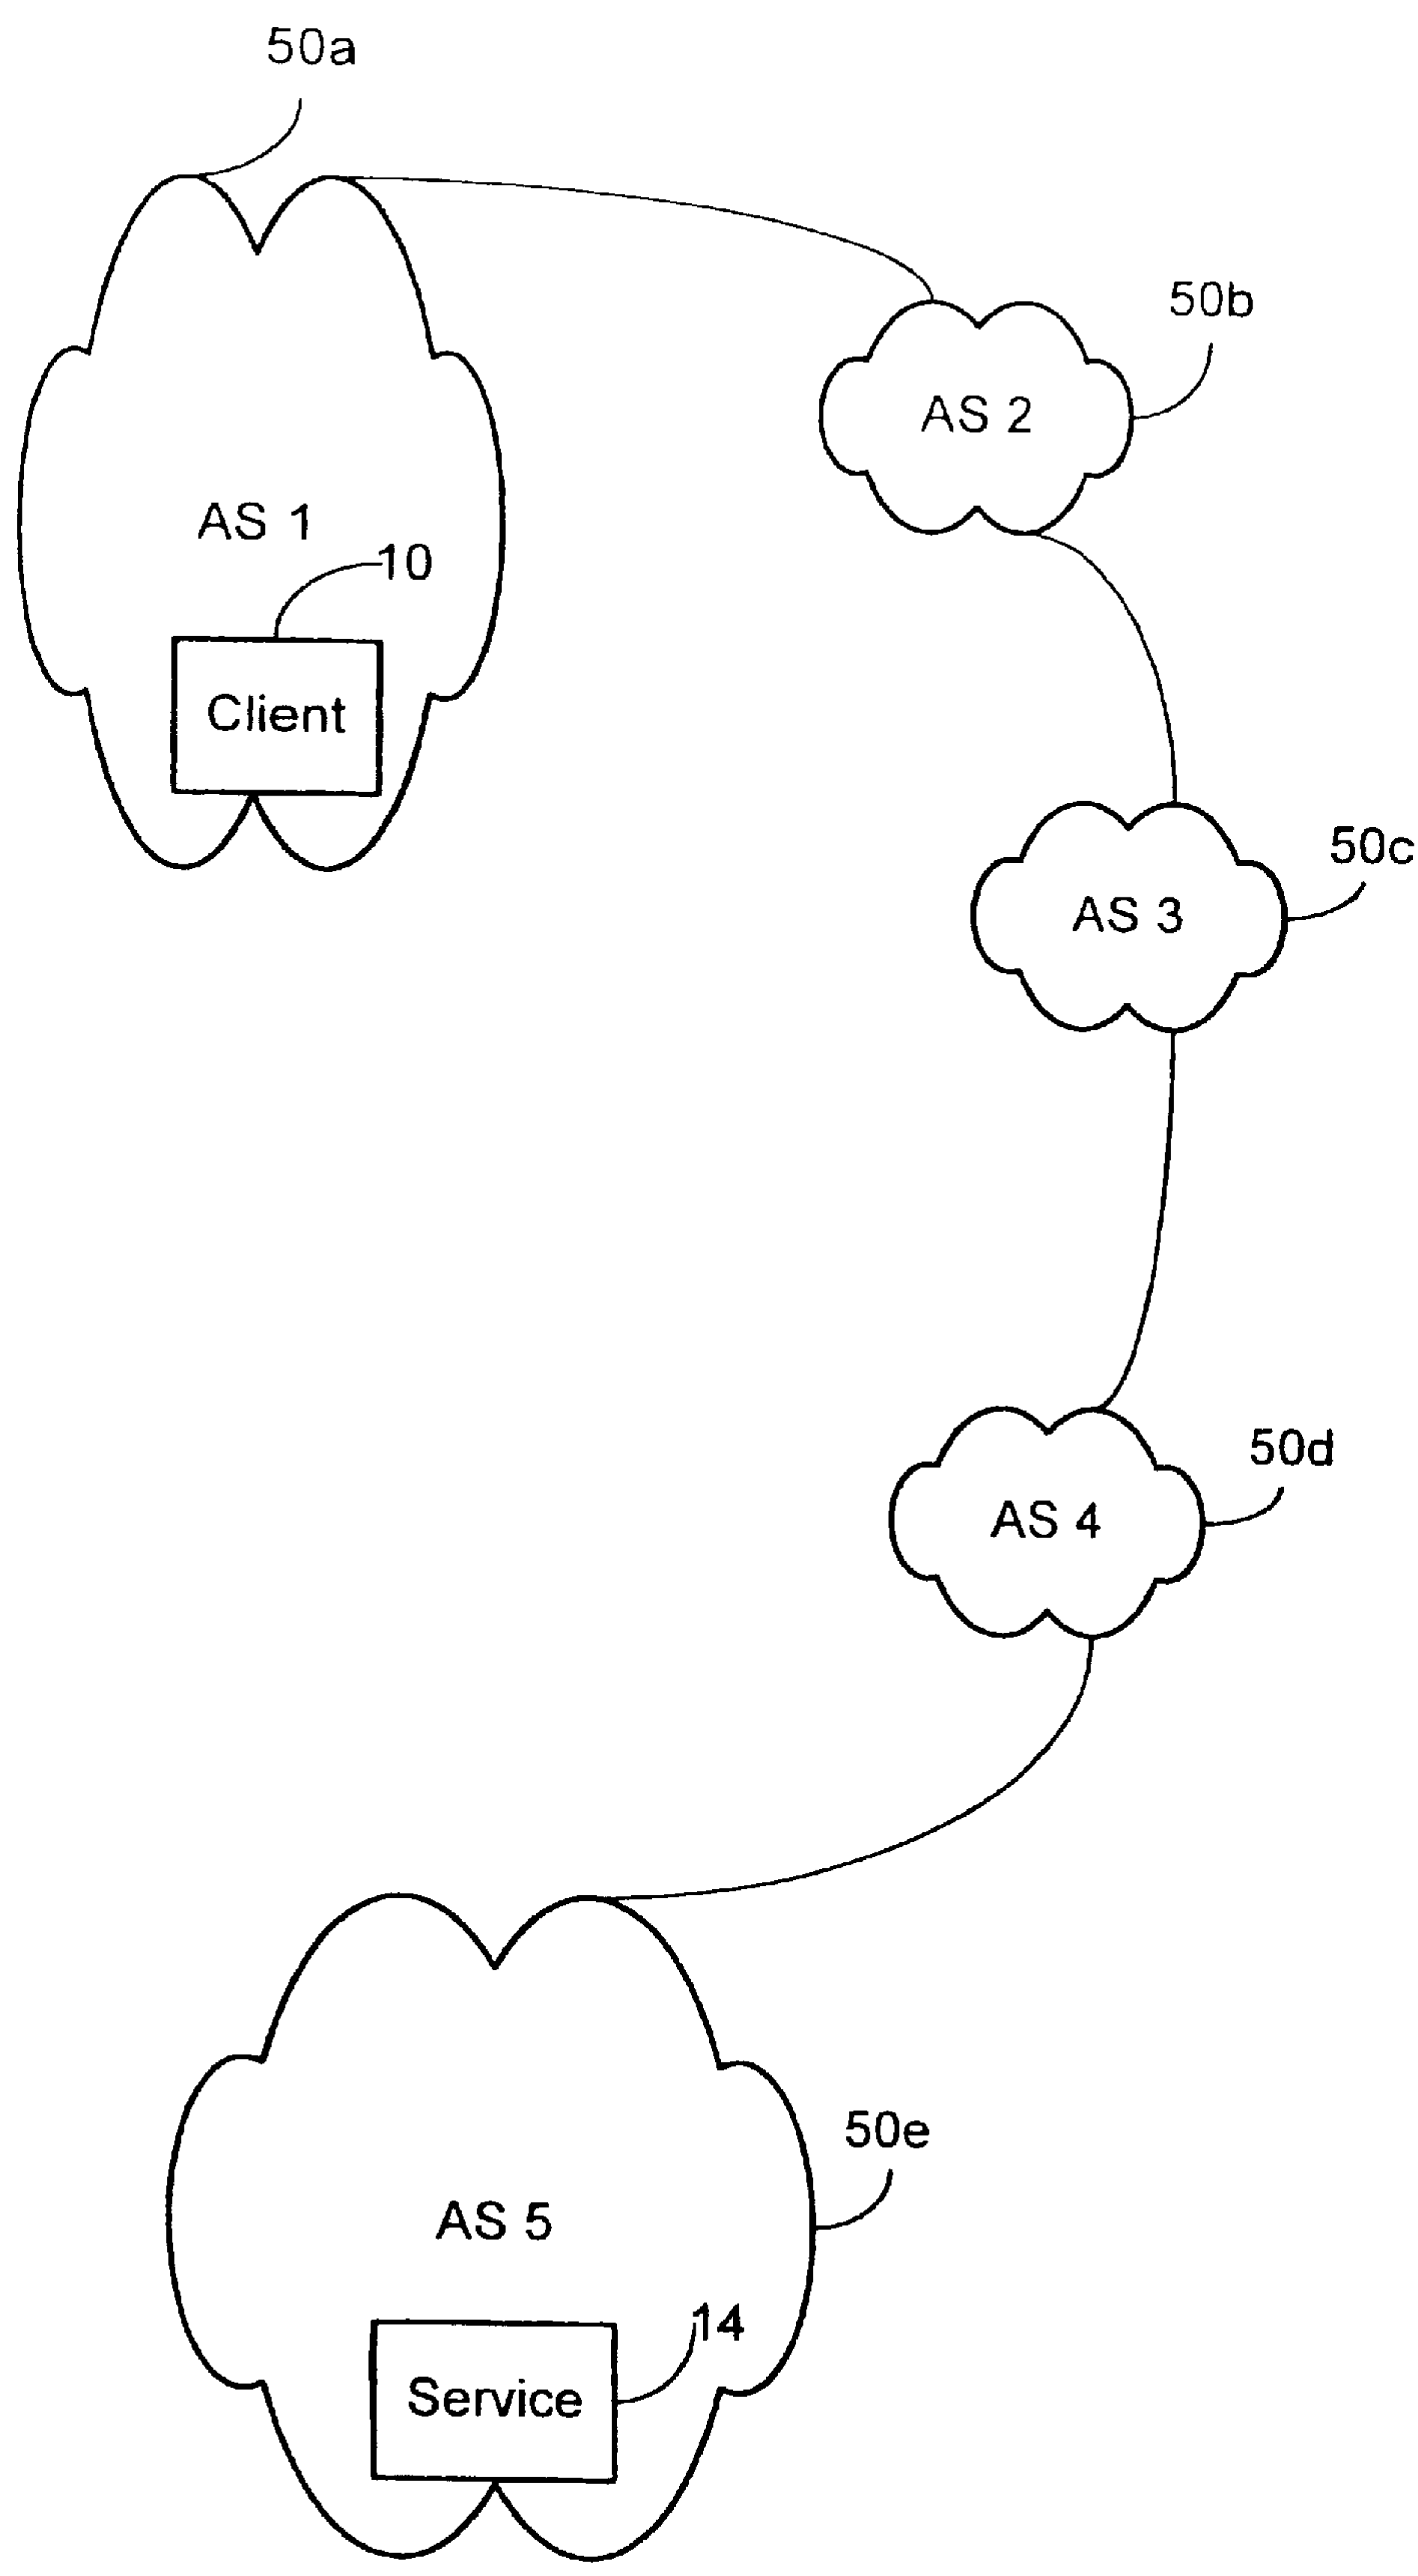 50a
50b
AS 2
AS 1
10
Client
50c
AS 3
50d
AS 4
50e
AS 5
14
Service